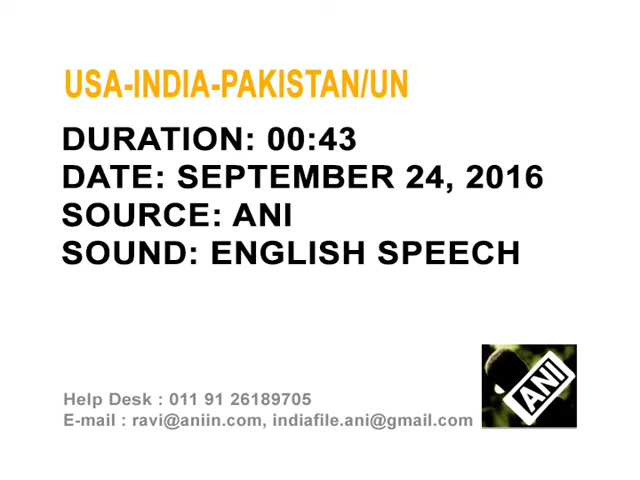 USA-INDIA-PAKISTAN/UN
DURATION: 00:43
DATE: SEPTEMBER 24, 2016
SOURCE: ANI
SOUND: ENGLISH SPEECH
ANI
Help Desk : 011 91 26189705
E-mail : ravi@aniin.com, indiafile.ani@gmail.com